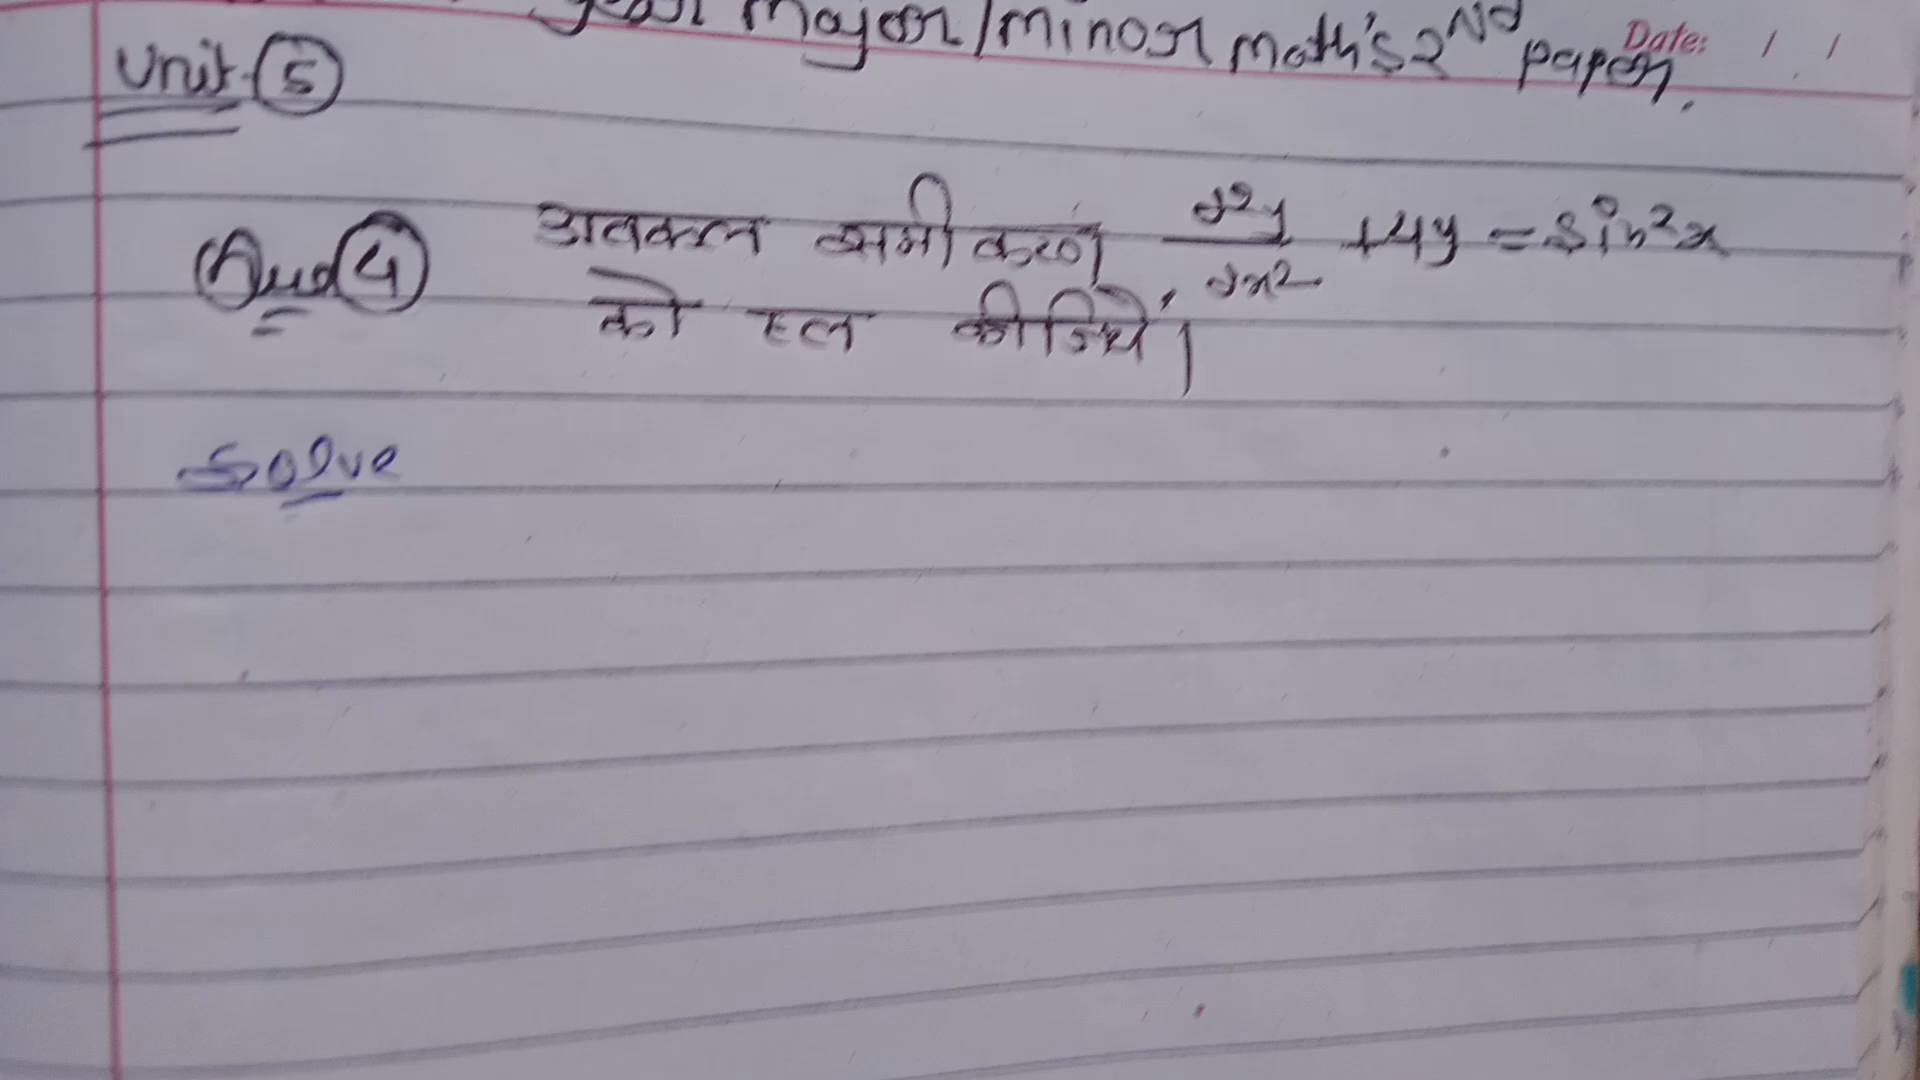 year Major/Minor Math's 2nd paper.
Date: / /
Unit-5
Que 4 अवकल समीकरण d²y/dx² +4y = sin²x
को हल कीजिये।
Solve